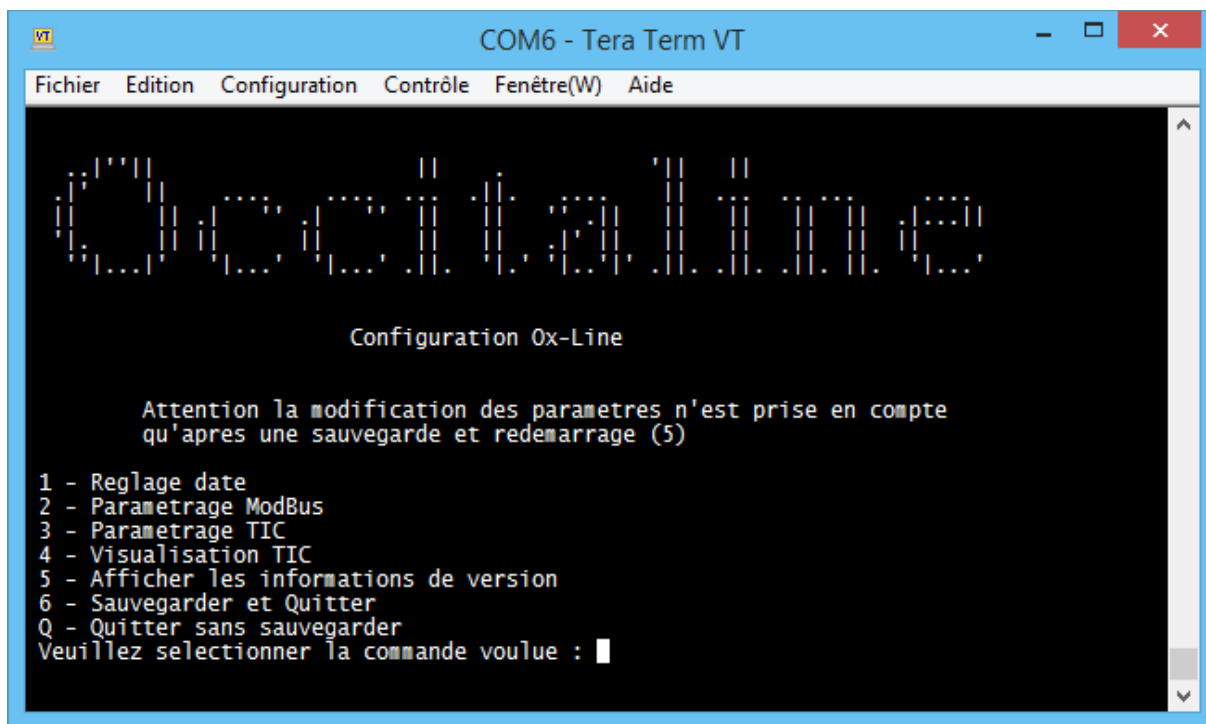 VT
COM6 - Tera Term VT
Fichier Edition Configuration Contrôle Fenêtre(W) Aide
Occitaline
Configuration Ox-Line
Attention la modification des parametres n'est prise en compte
qu'apres une sauvegarde et redemarrage (5)
1 - Reglage date
2 - Parametrage ModBus
3 - Parametrage TIC
4 - Visualisation TIC
5 - Afficher les informations de version
6 - Sauvegarder et Quitter
Q - Quitter sans sauvegarder
Veuillez selectionner la commande voulue :